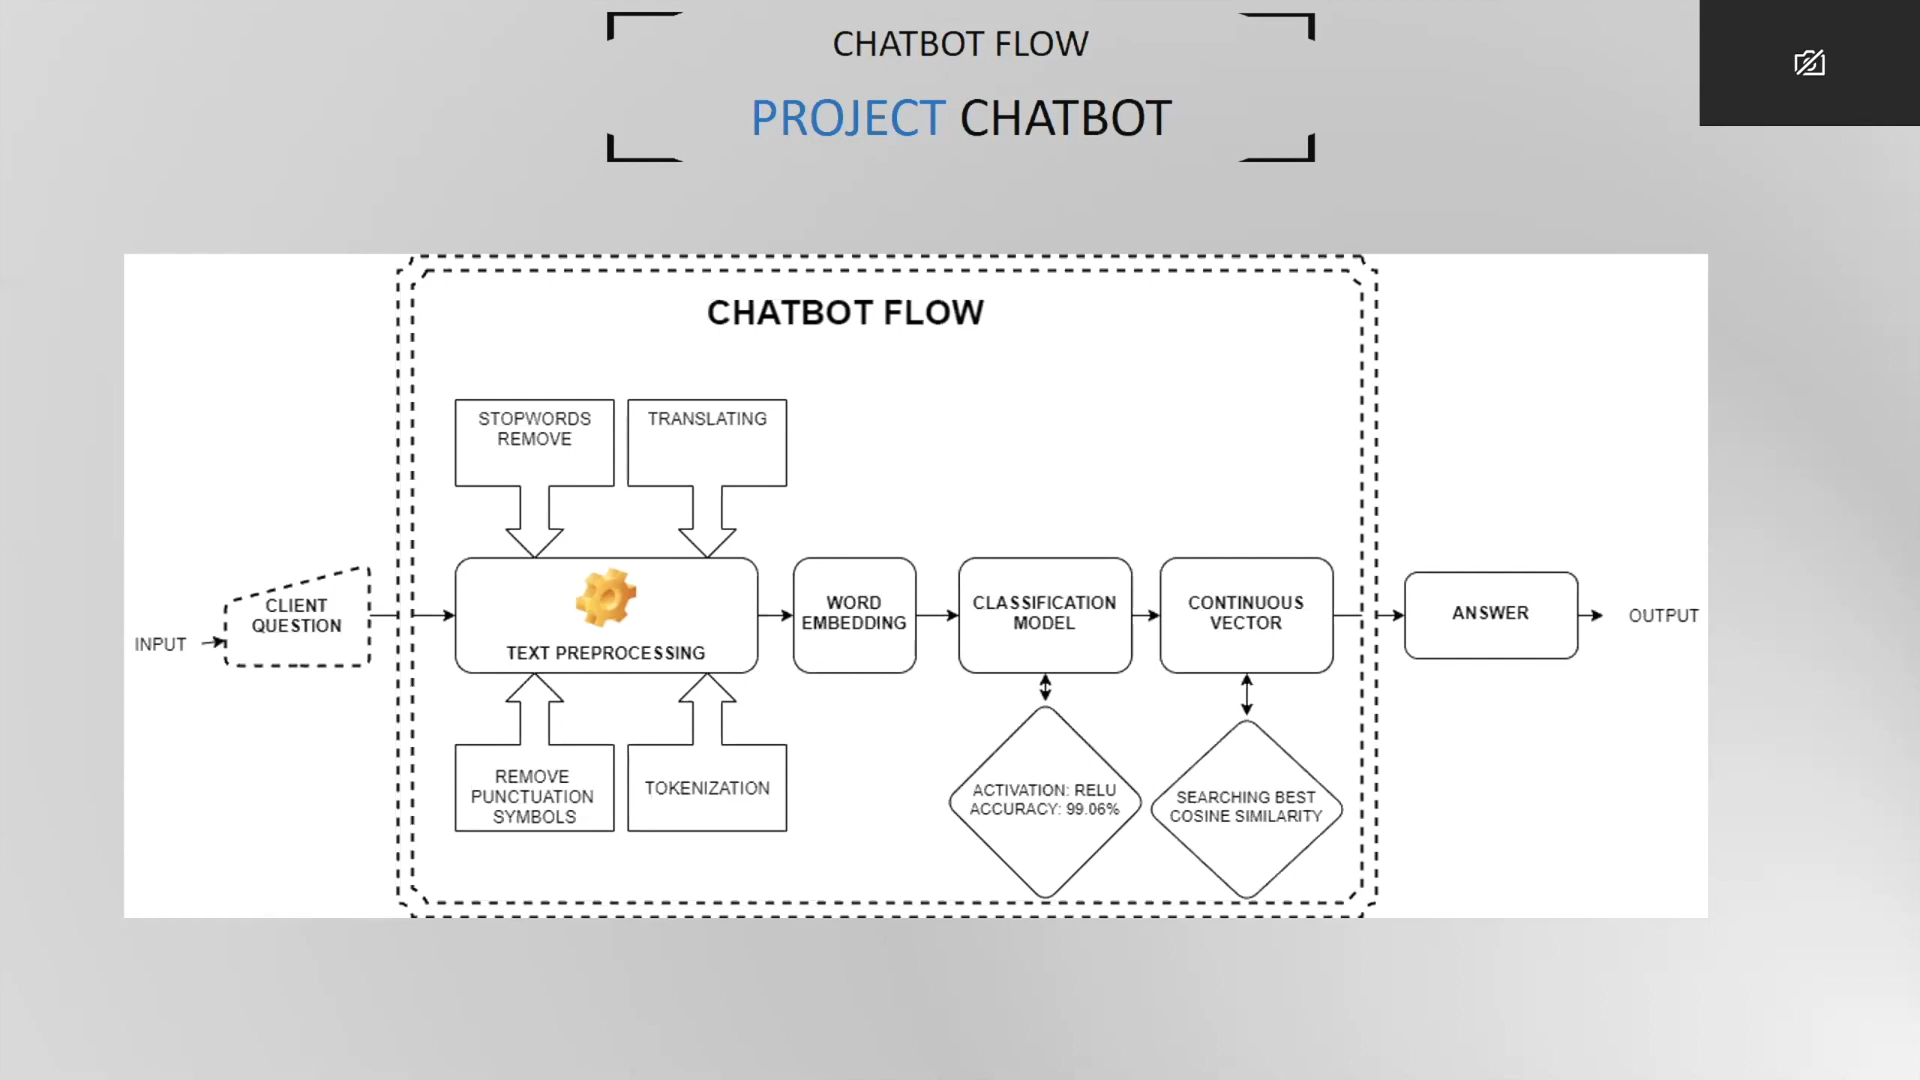 CHATBOT FLOW
PROJECT CHATBOT
CHATBOT FLOW
STOPWORDS
REMOVE
TRANSLATING
INPUT
CLIENT
QUESTION
TEXT PREPROCESSING
WORD
EMBEDDING
CLASSIFICATION
MODEL
CONTINUOUS
VECTOR
ANSWER
OUTPUT
REMOVE
PUNCTUATION
SYMBOLS
TOKENIZATION
ACTIVATION: RELU
ACCURACY: 99.06%
SEARCHING BEST
COSINE SIMILARITY